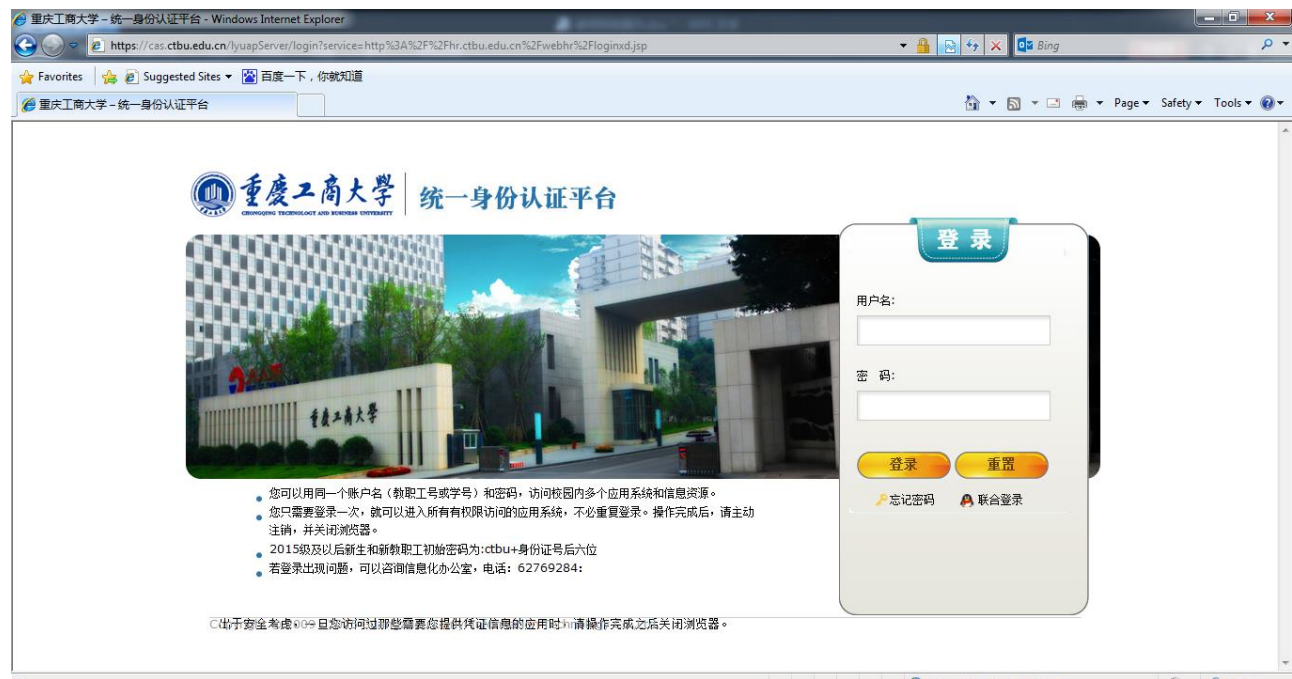 重庆工商大学 – 统一身份认证平台 - Windows Internet Explorer
https://cas.ctbu.edu.cn/lyuapServer/login?service=http%3A%2F%2Fhr.ctbu.edu.cn%2Fwebhr%2Floginxd.jsp
Bing
Favorites
Suggested Sites
百度一下，你就知道
重庆工商大学 – 统一身份认证平台
Page
Safety
Tools
重慶工商大學
CHONGQING TECHNOLOGY AND BUSINESS UNIVERSITY
统一身份认证平台
登 录
用户名:
重慶工商大學
密 码:
登录
重置
忘记密码
联合登录
您可以用同一个账户名（教职工号或学号）和密码，访问校园内多个应用系统和信息资源。
您只需要登录一次，就可以进入所有有权限访问的应用系统，不必重复登录。操作完成后，请主动
注销，并关闭浏览器。
2015级及以后新生和新教职工初始密码为:ctbu+身份证号后六位
若登录出现问题，可以咨询信息化办公室，电话：62769284：
出于安全考虑，一旦您访问过那些需要您提供凭证信息的应用时，请操作完成之后关闭浏览器。